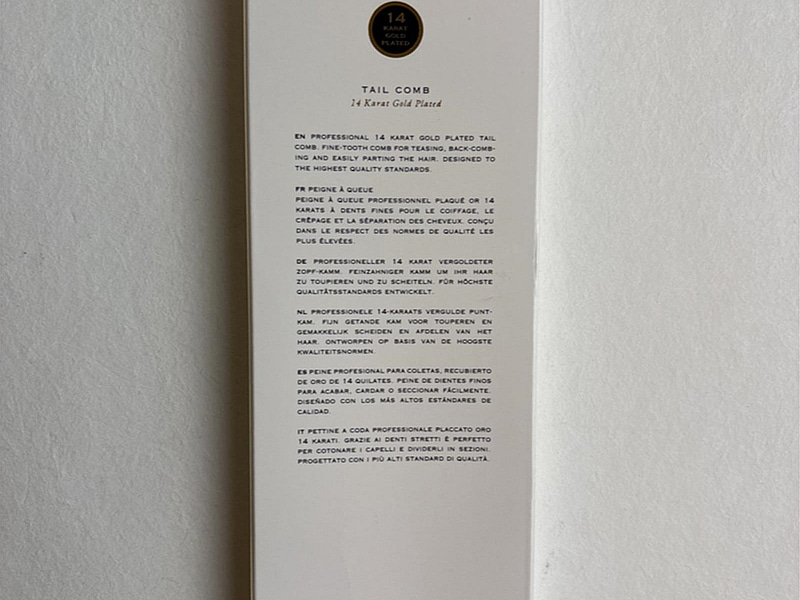 14
KARAT
GOLD
PLATED
TAIL COMB
14 Karat Gold Plated
EN PROFESSIONAL 14 KARAT GOLD PLATED TAIL
COMB. FINE-TOOTH COMB FOR TEASING, BACK-COMB-
ING AND EASILY PARTING THE HAIR. DESIGNED TO
THE HIGHEST QUALITY STANDARDS.
FR PEIGNE À QUEUE
PEIGNE À QUEUE PROFESSIONNEL PLAQUÉ OR 14
KARATS À DENTS FINES POUR LE COIFFAGE, LE
CRÊPAGE ET LA SÉPARATION DES CHEVEUX. CONÇU
DANS LE RESPECT DES NORMES DE QUALITÉ LES
PLUS ÉLEVÉES.
DE PROFESSIONELLER 14 KARAT VERGOLDETER
ZOPF-KAMM. FEINZAHNIGER KAMM UM IHR HAAR
ZU TOUPIEREN UND ZU SCHEITELN. FÜR HÖCHSTE
QUALITÄTSSTANDARDS ENTWICKELT.
NL PROFESSIONELE 14-KARAATS VERGULDE PUNT-
KAM. FIJN GETANDE KAM VOOR TOUPEREN EN
GEMAKKELIJK SCHEIDEN EN AFDELEN VAN HET
HAAR. ONTWORPEN OP BASIS VAN DE HOOGSTE
KWALITEITSNORMEN.
ES PEINE PROFESIONAL PARA COLETAS, RECUBIERTO
DE ORO DE 14 QUILATES. PEINE DE DIENTES FINOS
PARA ACABAR, CARDAR O SECCIONAR FÁCILMENTE.
DISEÑADO CON LOS MÁS ALTOS ESTÁNDARES DE
CALIDAD.
IT PETTINE A CODA PROFESSIONALE PLACCATO ORO
14 KARATI. GRAZIE AI DENTI STRETTI È PERFETTO
PER COTONARE I CAPELLI E DIVIDERLI IN SEZIONI.
PROGETTATO CON I PIÙ ALTI STANDARD DI QUALITÀ.